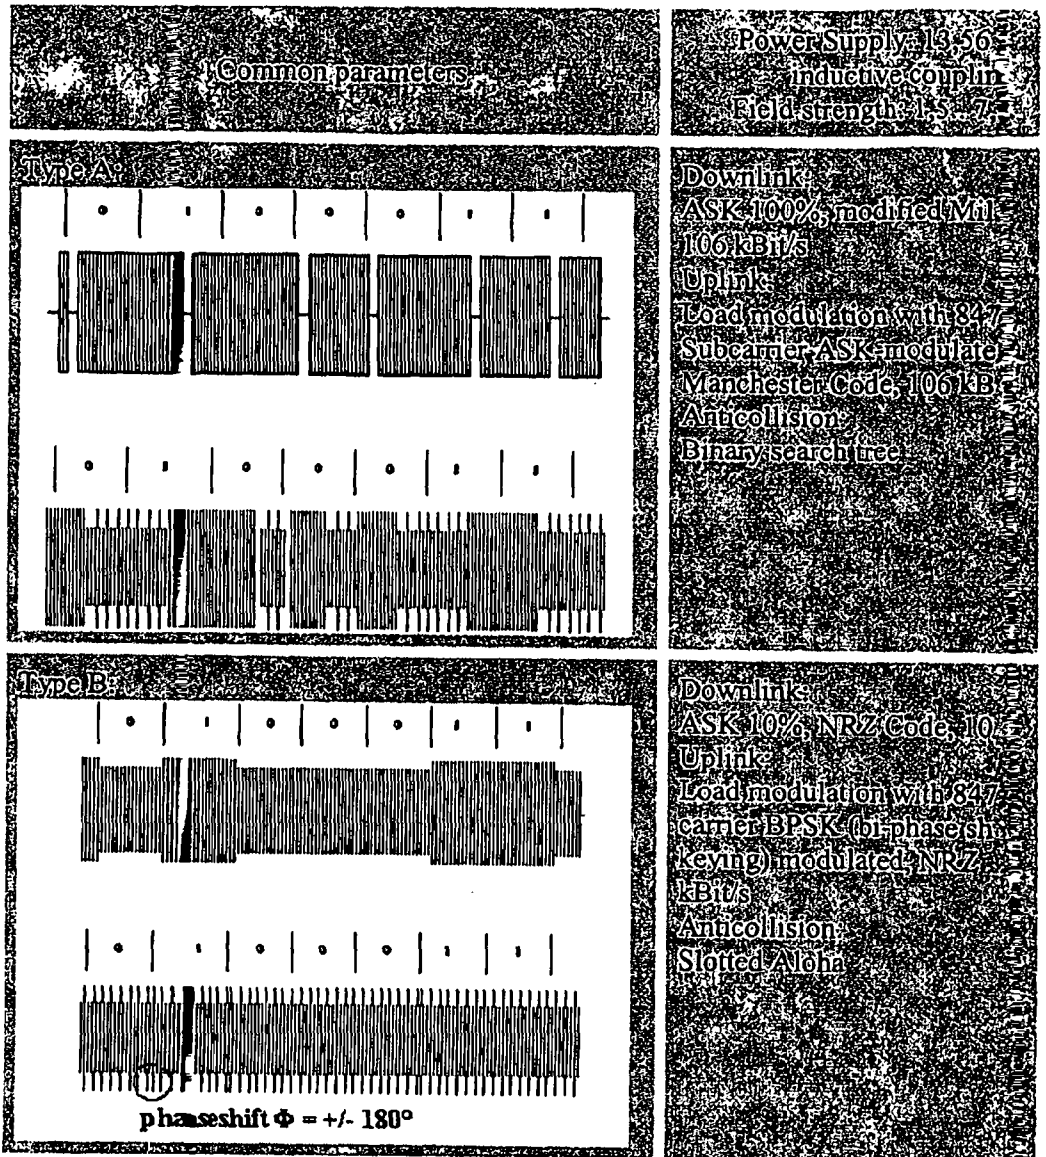 Common parameters
Power Supply: 13.56
inductive couplin
Field strength: 1.5 .. 7.
Type A:
0 1 0 0 0 1 1
0 1 0 0 0 1 1
Downlink:
ASK 100%, modified Mil
106 kBit/s
Uplink:
Load modulation with 847
Subcarrier ASK-modulate
Manchester Code, 106 kB
Anticollision:
Binary search tree
Type B:
0 1 0 0 0 1 1
0 1 0 0 0 1 1
phaseshift Φ = +/- 180°
Downlink:
ASK 10%, NRZ Code, 10
Uplink:
Load modulation with 847
carrier BPSK (bi-phase sh
keying) modulated, NRZ,
kBit/s
Anticollision:
Slotted Aloha